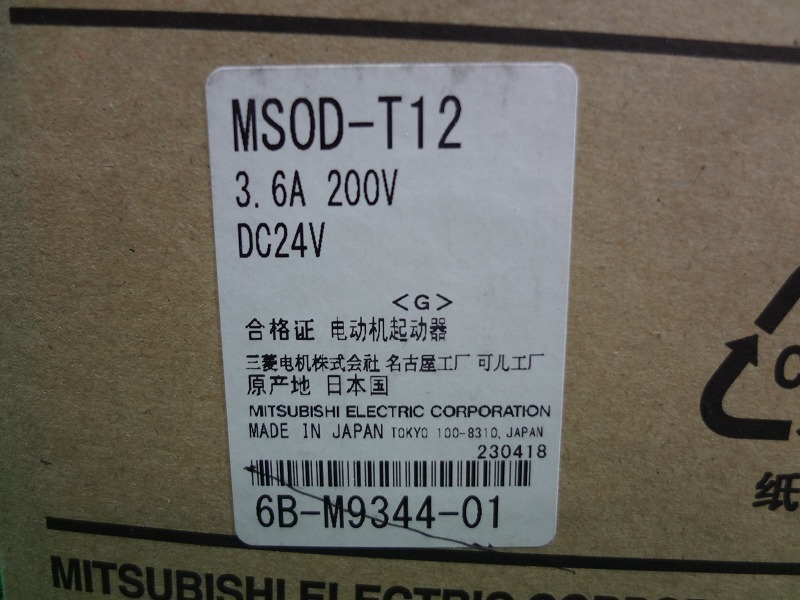 MSOD-T12
3.6A 200V
DC24V
<G>
合格证 电动机起动器
三菱电机株式会社 名古屋工厂 可儿工厂
原产地 日本国
MITSUBISHI ELECTRIC CORPORATION
MADE IN JAPAN TOKYO 100-8310, JAPAN
230418
6B-M9344-01
纸
MITSUBISHI ELECTRIC